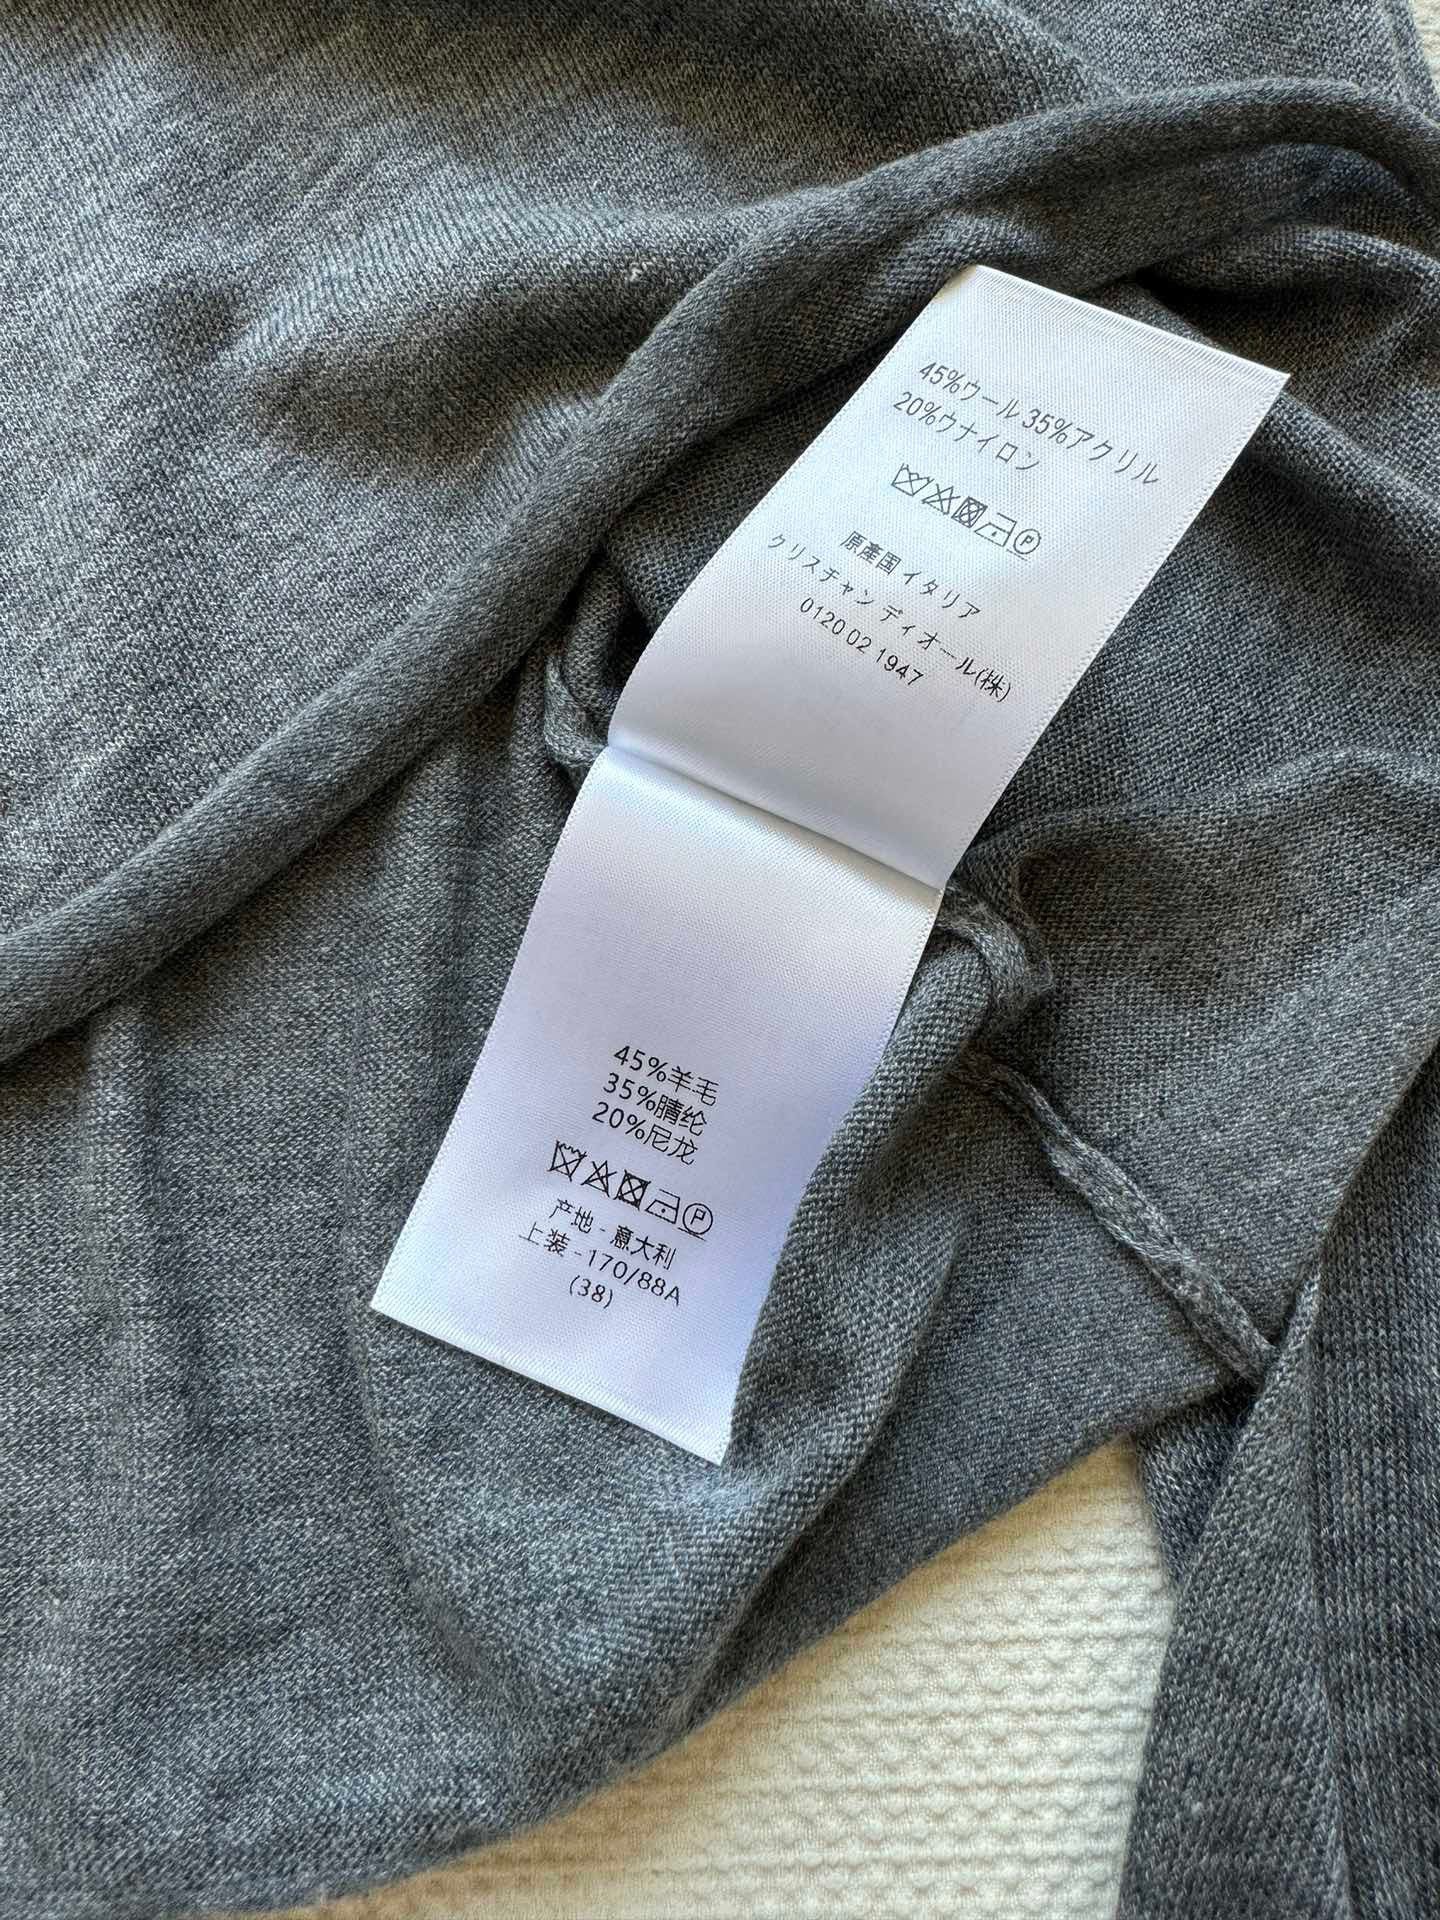 45%ウール 35%アクリル
20%ウナイロン
原産国 イタリア
クリスチャン ディオール(株)
0120 02 1947
45%羊毛
35%腈纶
20%尼龙
产地 - 意大利
上装 - 170/88A
(38)